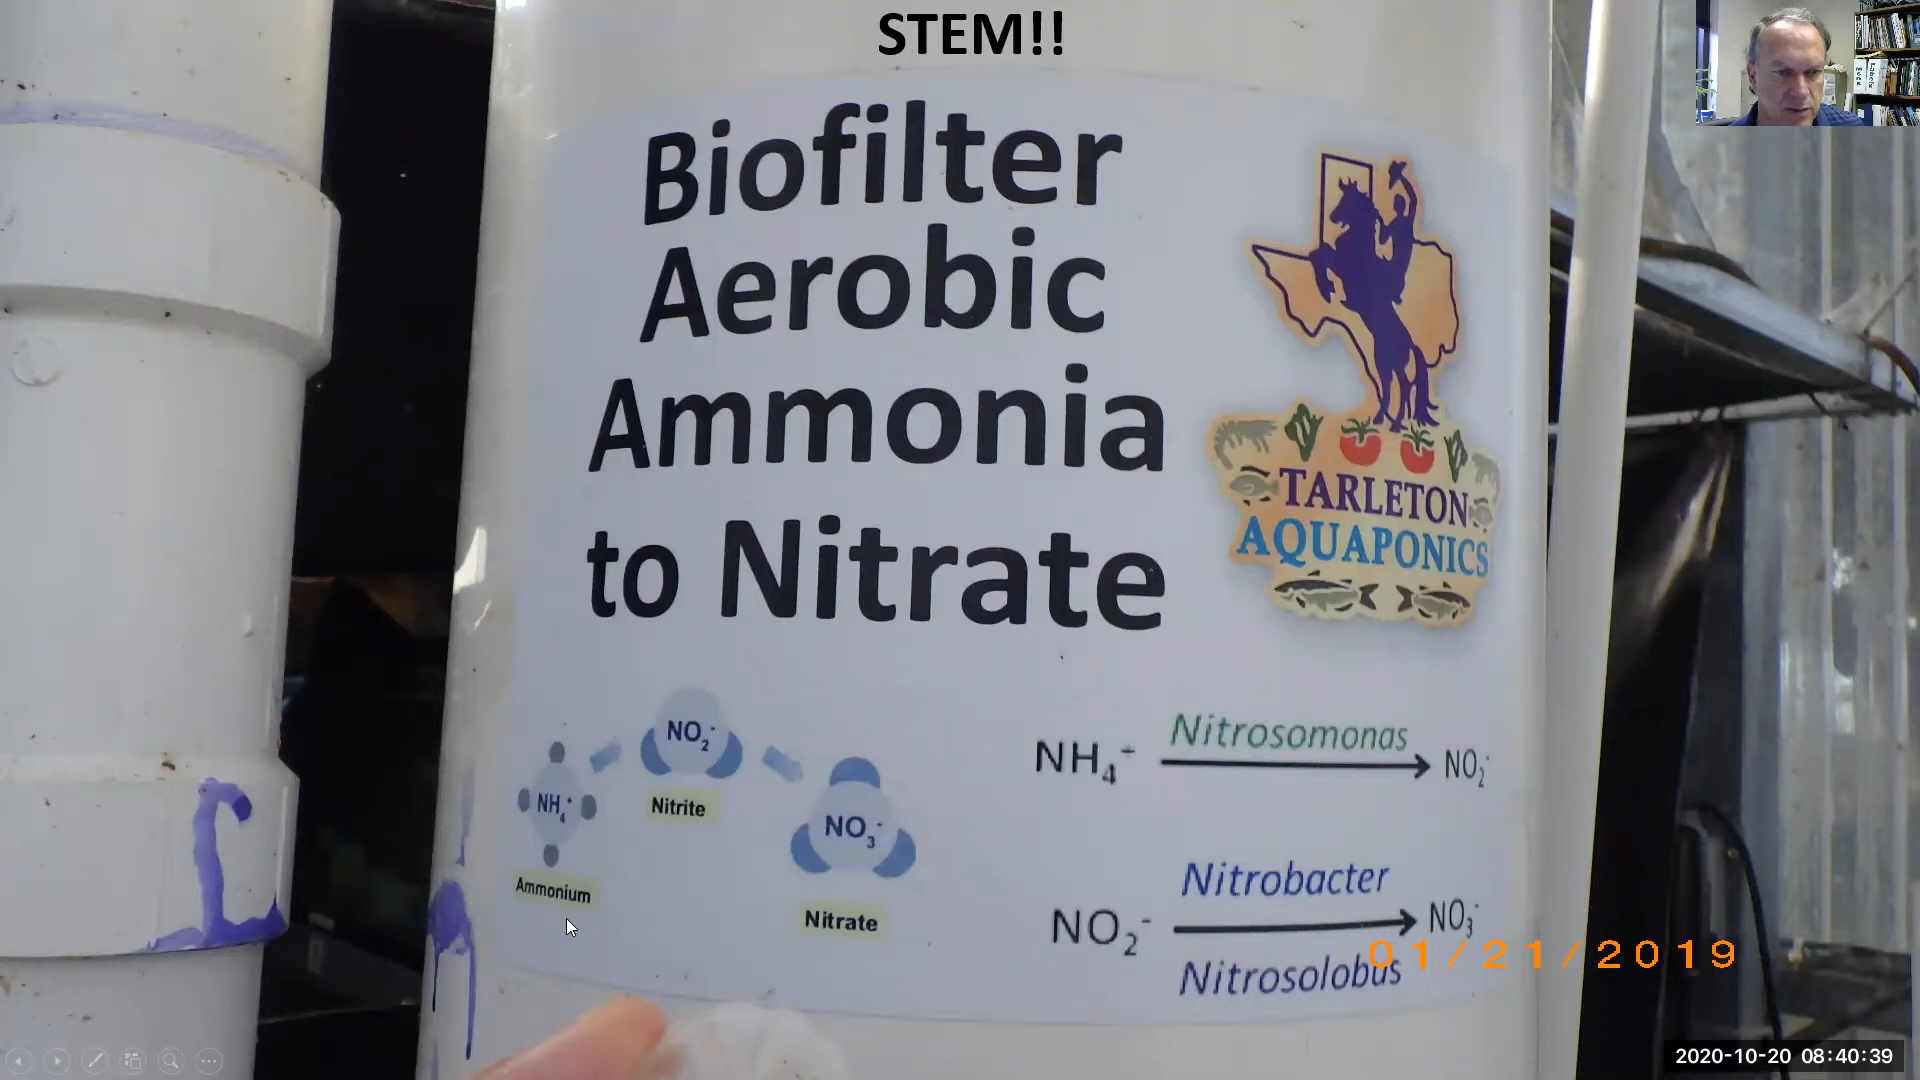 STEM!!
Biofilter
Aerobic
Ammonia
to Nitrate
TARLETON
AQUAPONICS
NO₂⁻
Nitrite
NH₄⁺
Ammonium
NO₃⁻
Nitrate
Nitrosomonas
NH₄⁺ → NO₂⁻
Nitrobacter
NO₂⁻ → NO₃⁻
Nitrosolobus
01/21/2019
2020-10-20 08:40:39